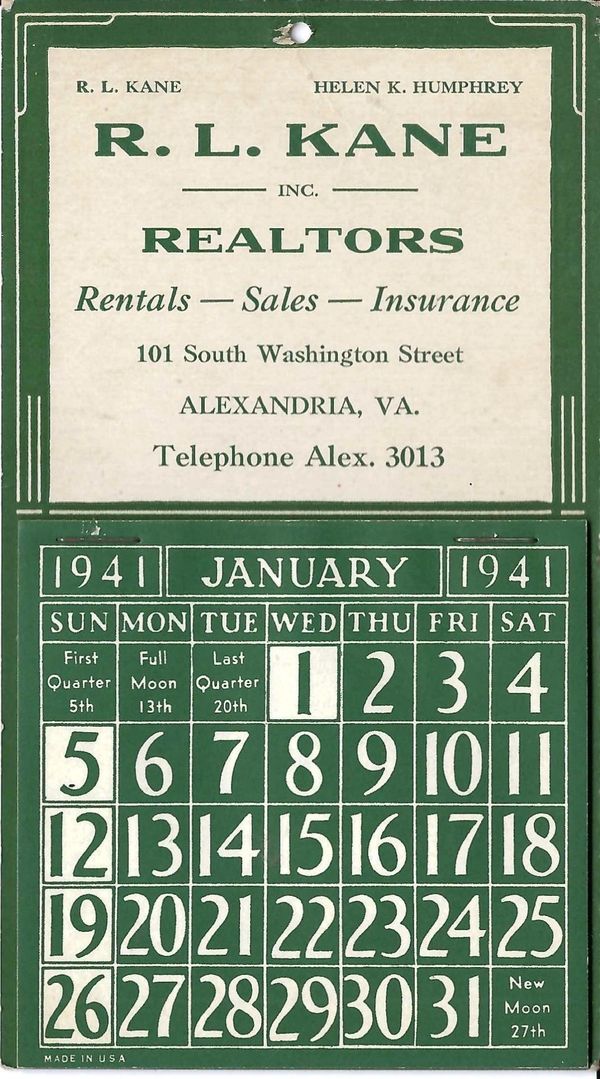 R. L. KANE HELEN K. HUMPHREY
R. L. KANE
INC.
REALTORS
Rentals — Sales — Insurance
101 South Washington Street
ALEXANDRIA, VA.
Telephone Alex. 3013
1941 JANUARY 1941
SUN MON TUE WED THU FRI SAT
First Quarter 5th Full Moon 13th Last Quarter 20th 1 2 3 4
5 6 7 8 9 10 11
12 13 14 15 16 17 18
19 20 21 22 23 24 25
26 27 28 29 30 31 New Moon 27th
MADE IN USA